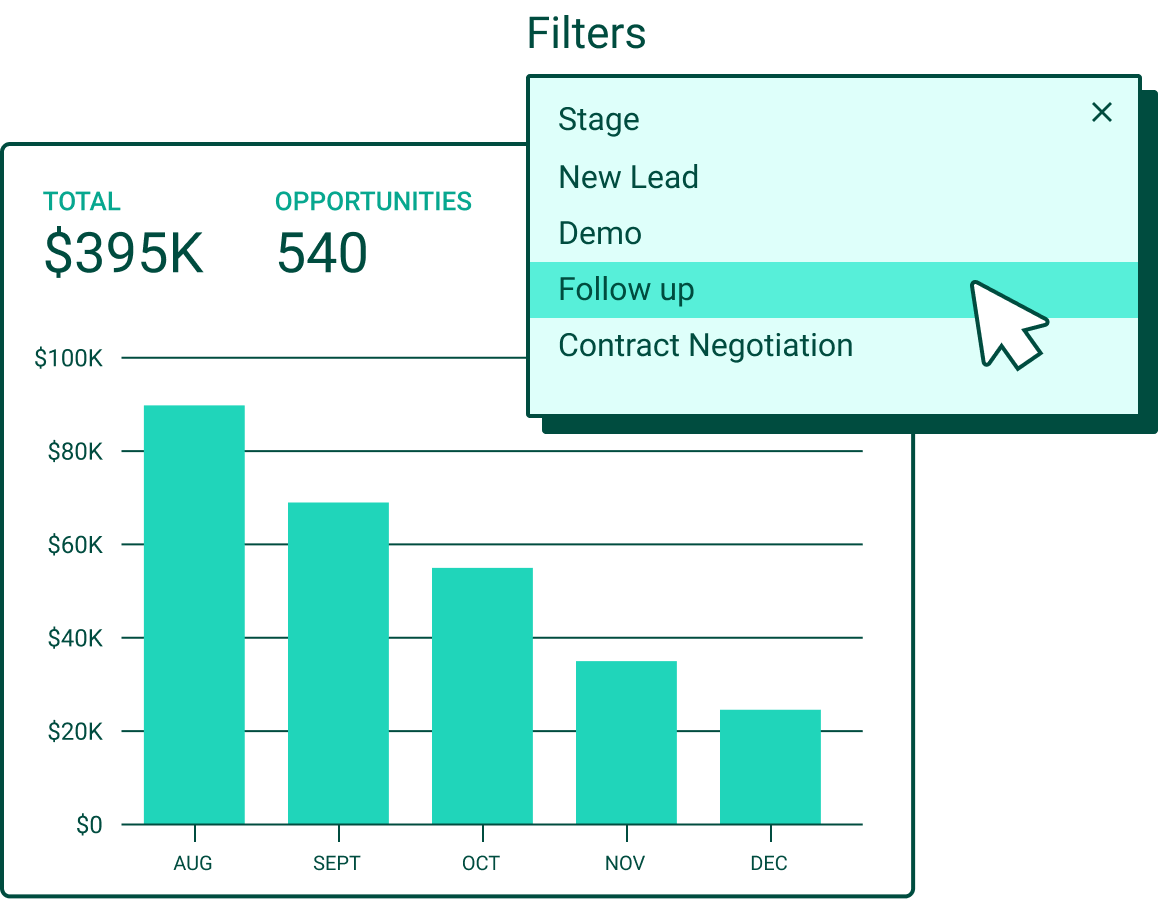 Filters
Stage
New Lead
Demo
Follow up
Contract Negotiation
TOTAL OPPORTUNITIES
$395K 540
$100K
$80K
$60K
$40K
$20K
$0
AUG SEPT OCT NOV DEC